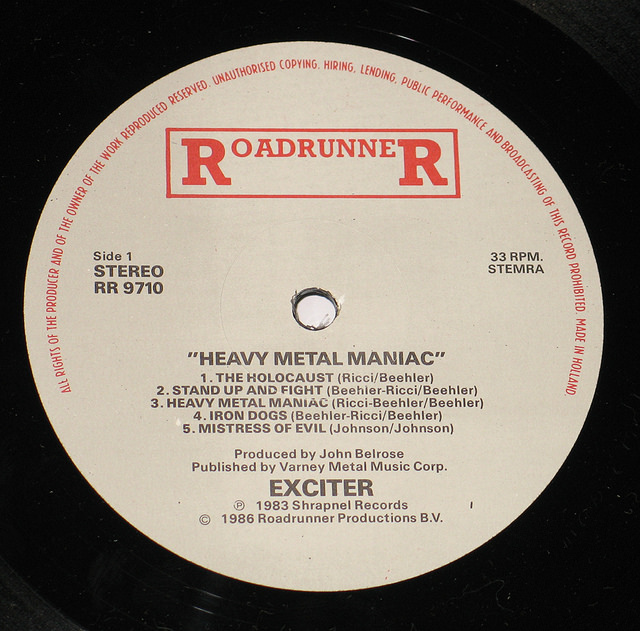 ALL RIGHTS OF THE PRODUCER AND OF THE OWNER OF THE WORK REPRODUCED RESERVED. UNAUTHORISED COPYING, HIRING, LENDING, PUBLIC PERFORMANCE AND BROADCASTING OF THIS RECORD PROHIBITED. MADE IN HOLLAND.
ROADRUNNER
Side 1
STEREO
RR 9710
33 RPM.
STEMRA
"HEAVY METAL MANIAC"
1. THE HOLOCAUST (Ricci/Beehler)
2. STAND UP AND FIGHT (Beehler-Ricci/Beehler)
3. HEAVY METAL MANIAC (Ricci-Beehler/Beehler)
4. IRON DOGS (Beehler-Ricci/Beehler)
5. MISTRESS OF EVIL (Johnson/Johnson)
Produced by John Belrose
Published by Varney Metal Music Corp.
EXCITER
℗ 1983 Shrapnel Records
© 1986 Roadrunner Productions B.V.